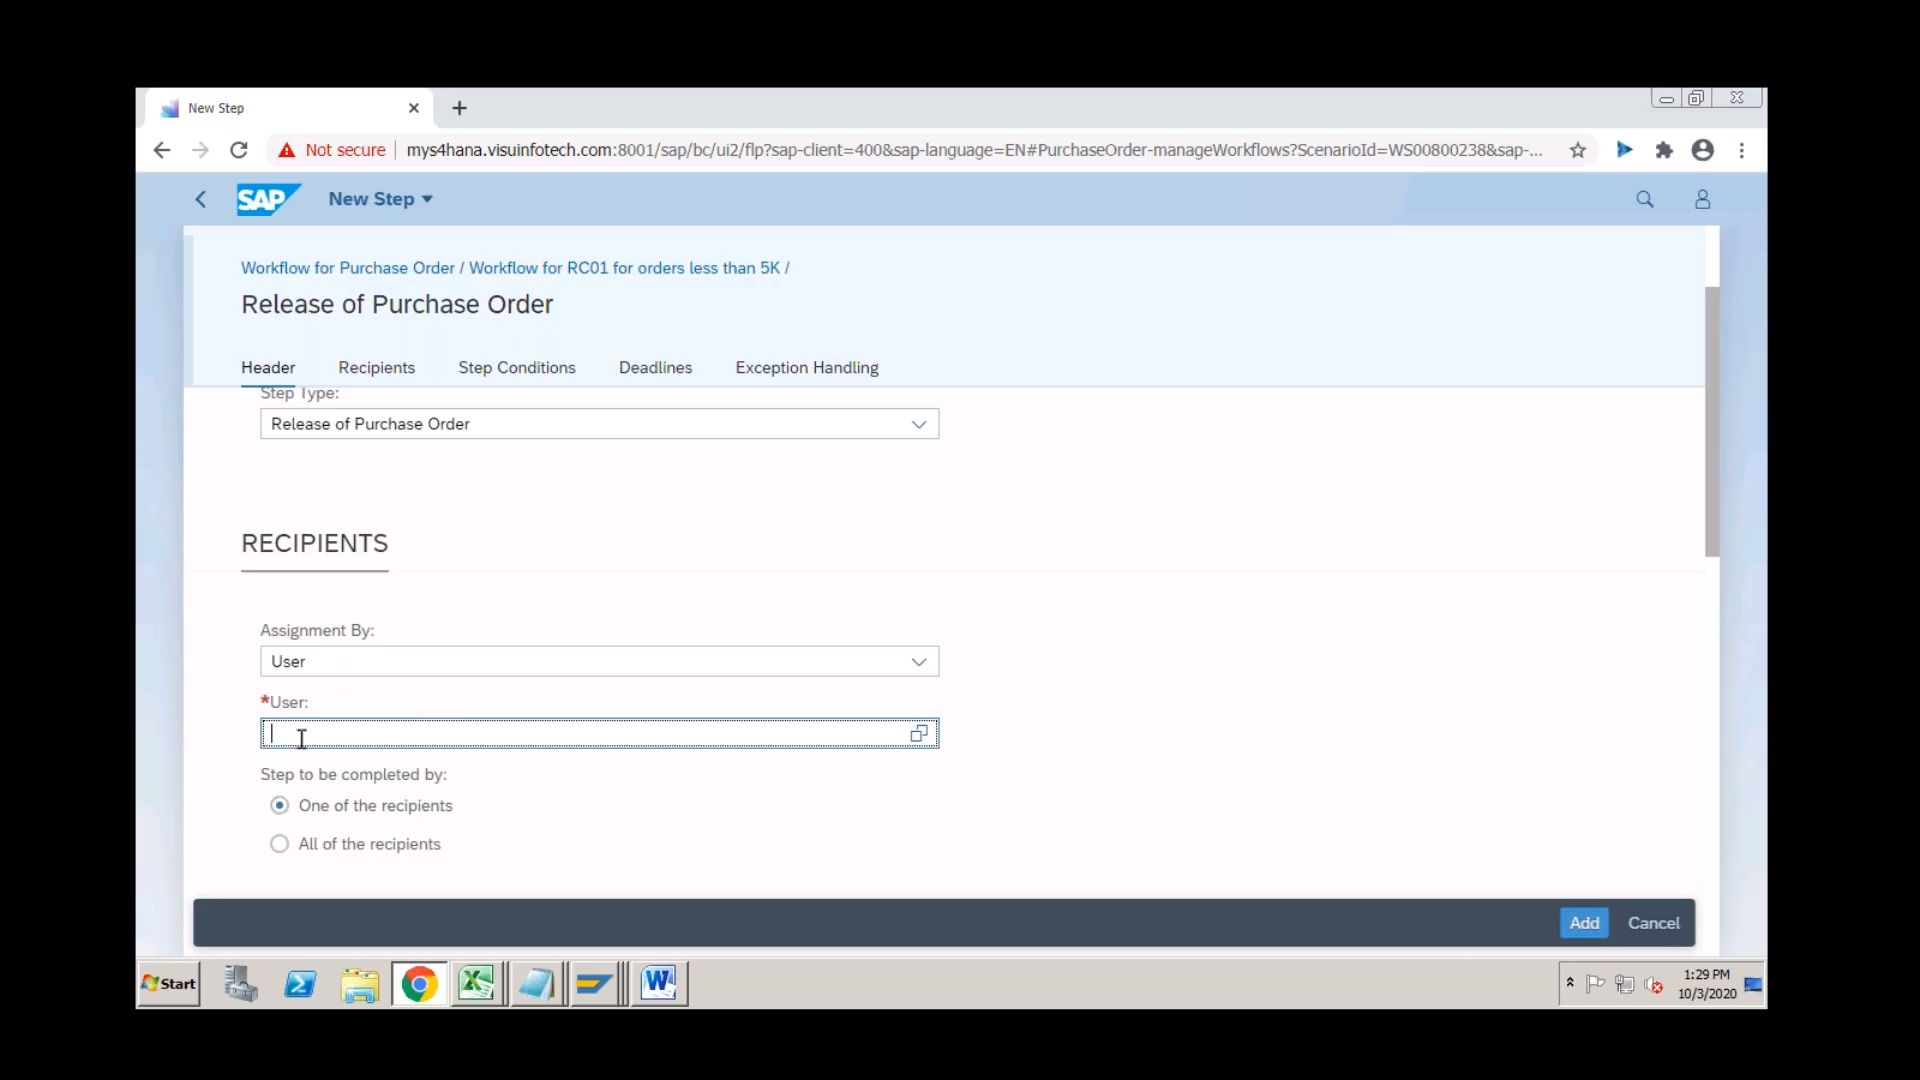 New Step
Not secure mys4hana.visuinfotech.com:8001/sap/bc/ui2/flp?sap-client=400&sap-language=EN#PurchaseOrder-manageWorkflows?ScenarioId=WS00800238&sap-...
SAP New Step
Workflow for Purchase Order / Workflow for RC01 for orders less than 5K /
Release of Purchase Order
Header Recipients Step Conditions Deadlines Exception Handling
Step Type:
Release of Purchase Order
RECIPIENTS
Assignment By:
User
*User:
Step to be completed by:
One of the recipients
All of the recipients
Add Cancel
Start
1:29 PM
10/3/2020